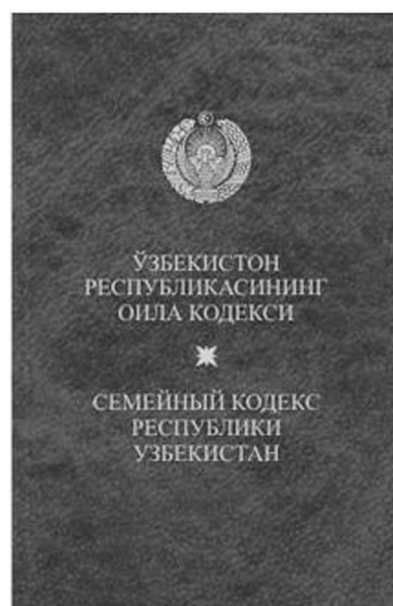 ЎЗБЕКИСТОН
РЕСПУБЛИКАСИНИНГ
ОИЛА КОДЕКСИ
СЕМЕЙНЫЙ КОДЕКС
РЕСПУБЛИКИ
УЗБЕКИСТАН